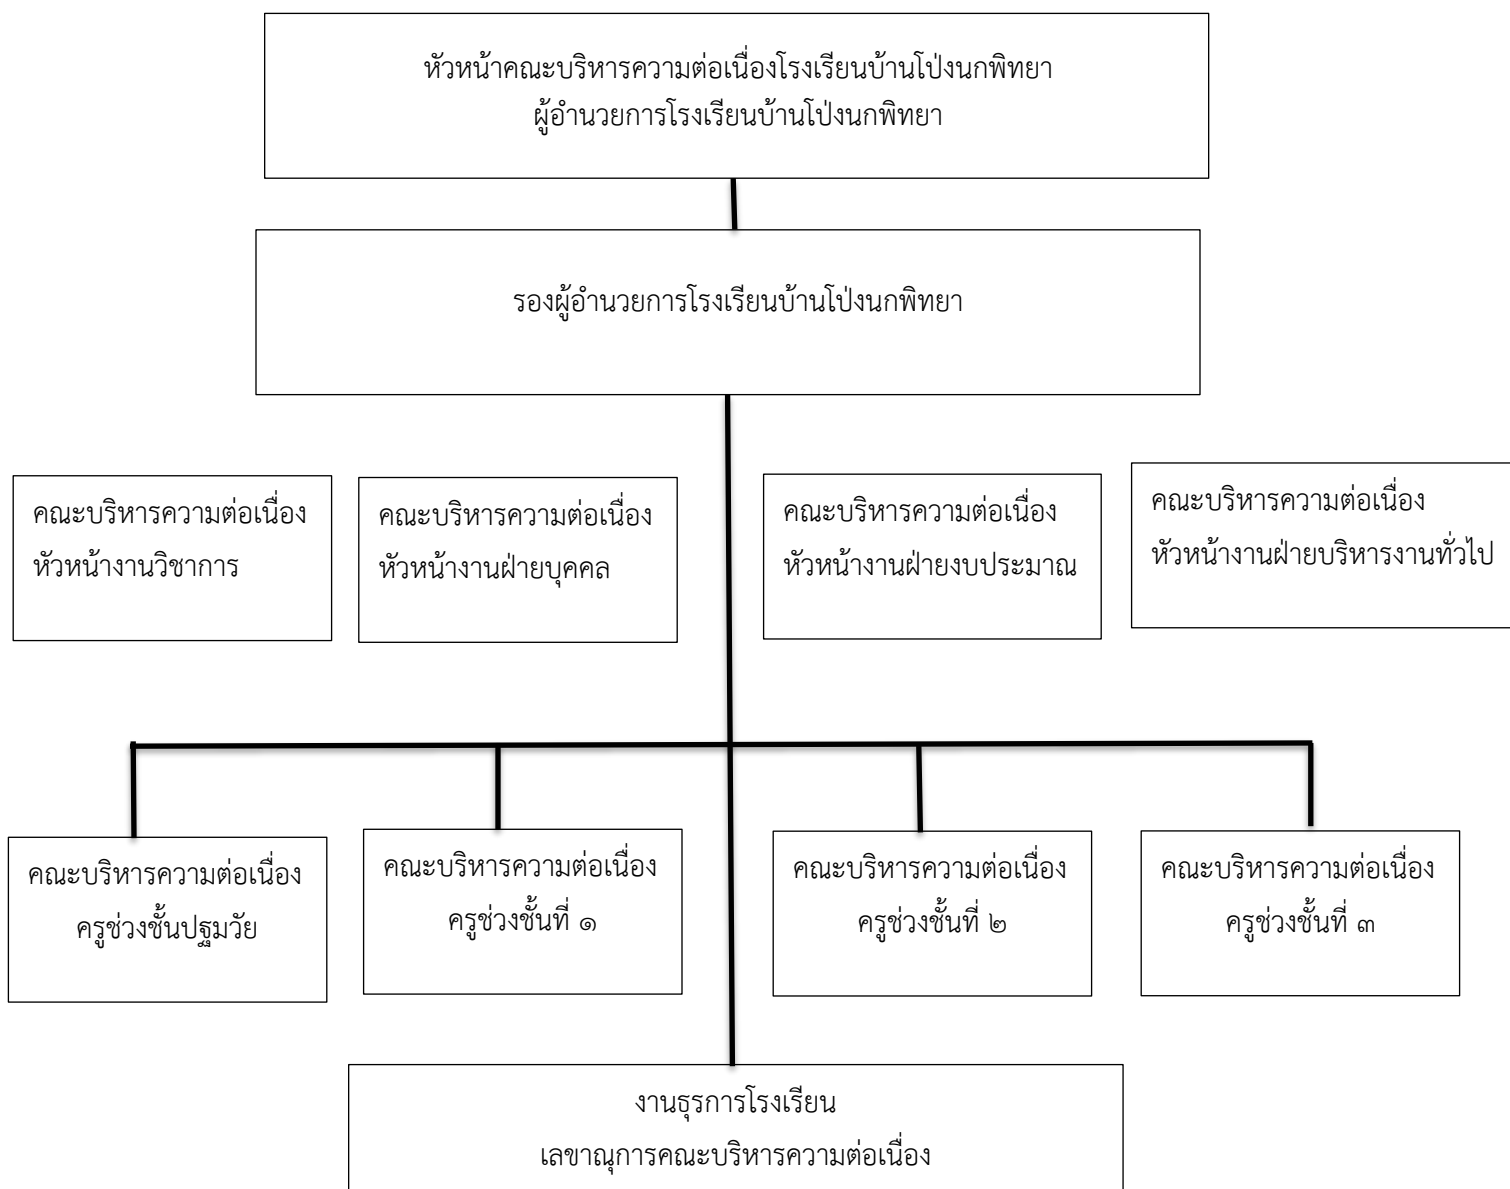 หัวหน้าคณะบริหารความต่อเนื่องโรงเรียนบ้านโป่งนกพิทยา
ผู้อำนวยการโรงเรียนบ้านโป่งนกพิทยา
รองผู้อำนวยการโรงเรียนบ้านโป่งนกพิทยา
คณะบริหารความต่อเนื่อง
หัวหน้างานวิชาการ
คณะบริหารความต่อเนื่อง
หัวหน้างานฝ่ายบุคคล
คณะบริหารความต่อเนื่อง
หัวหน้างานฝ่ายงบประมาณ
คณะบริหารความต่อเนื่อง
หัวหน้างานฝ่ายบริหารงานทั่วไป
คณะบริหารความต่อเนื่อง
ครูช่วงชั้นปฐมวัย
คณะบริหารความต่อเนื่อง
ครูช่วงชั้นที่ ๑
คณะบริหารความต่อเนื่อง
ครูช่วงชั้นที่ ๒
คณะบริหารความต่อเนื่อง
ครูช่วงชั้นที่ ๓
งานธุรการโรงเรียน
เลขาณุการคณะบริหารความต่อเนื่อง